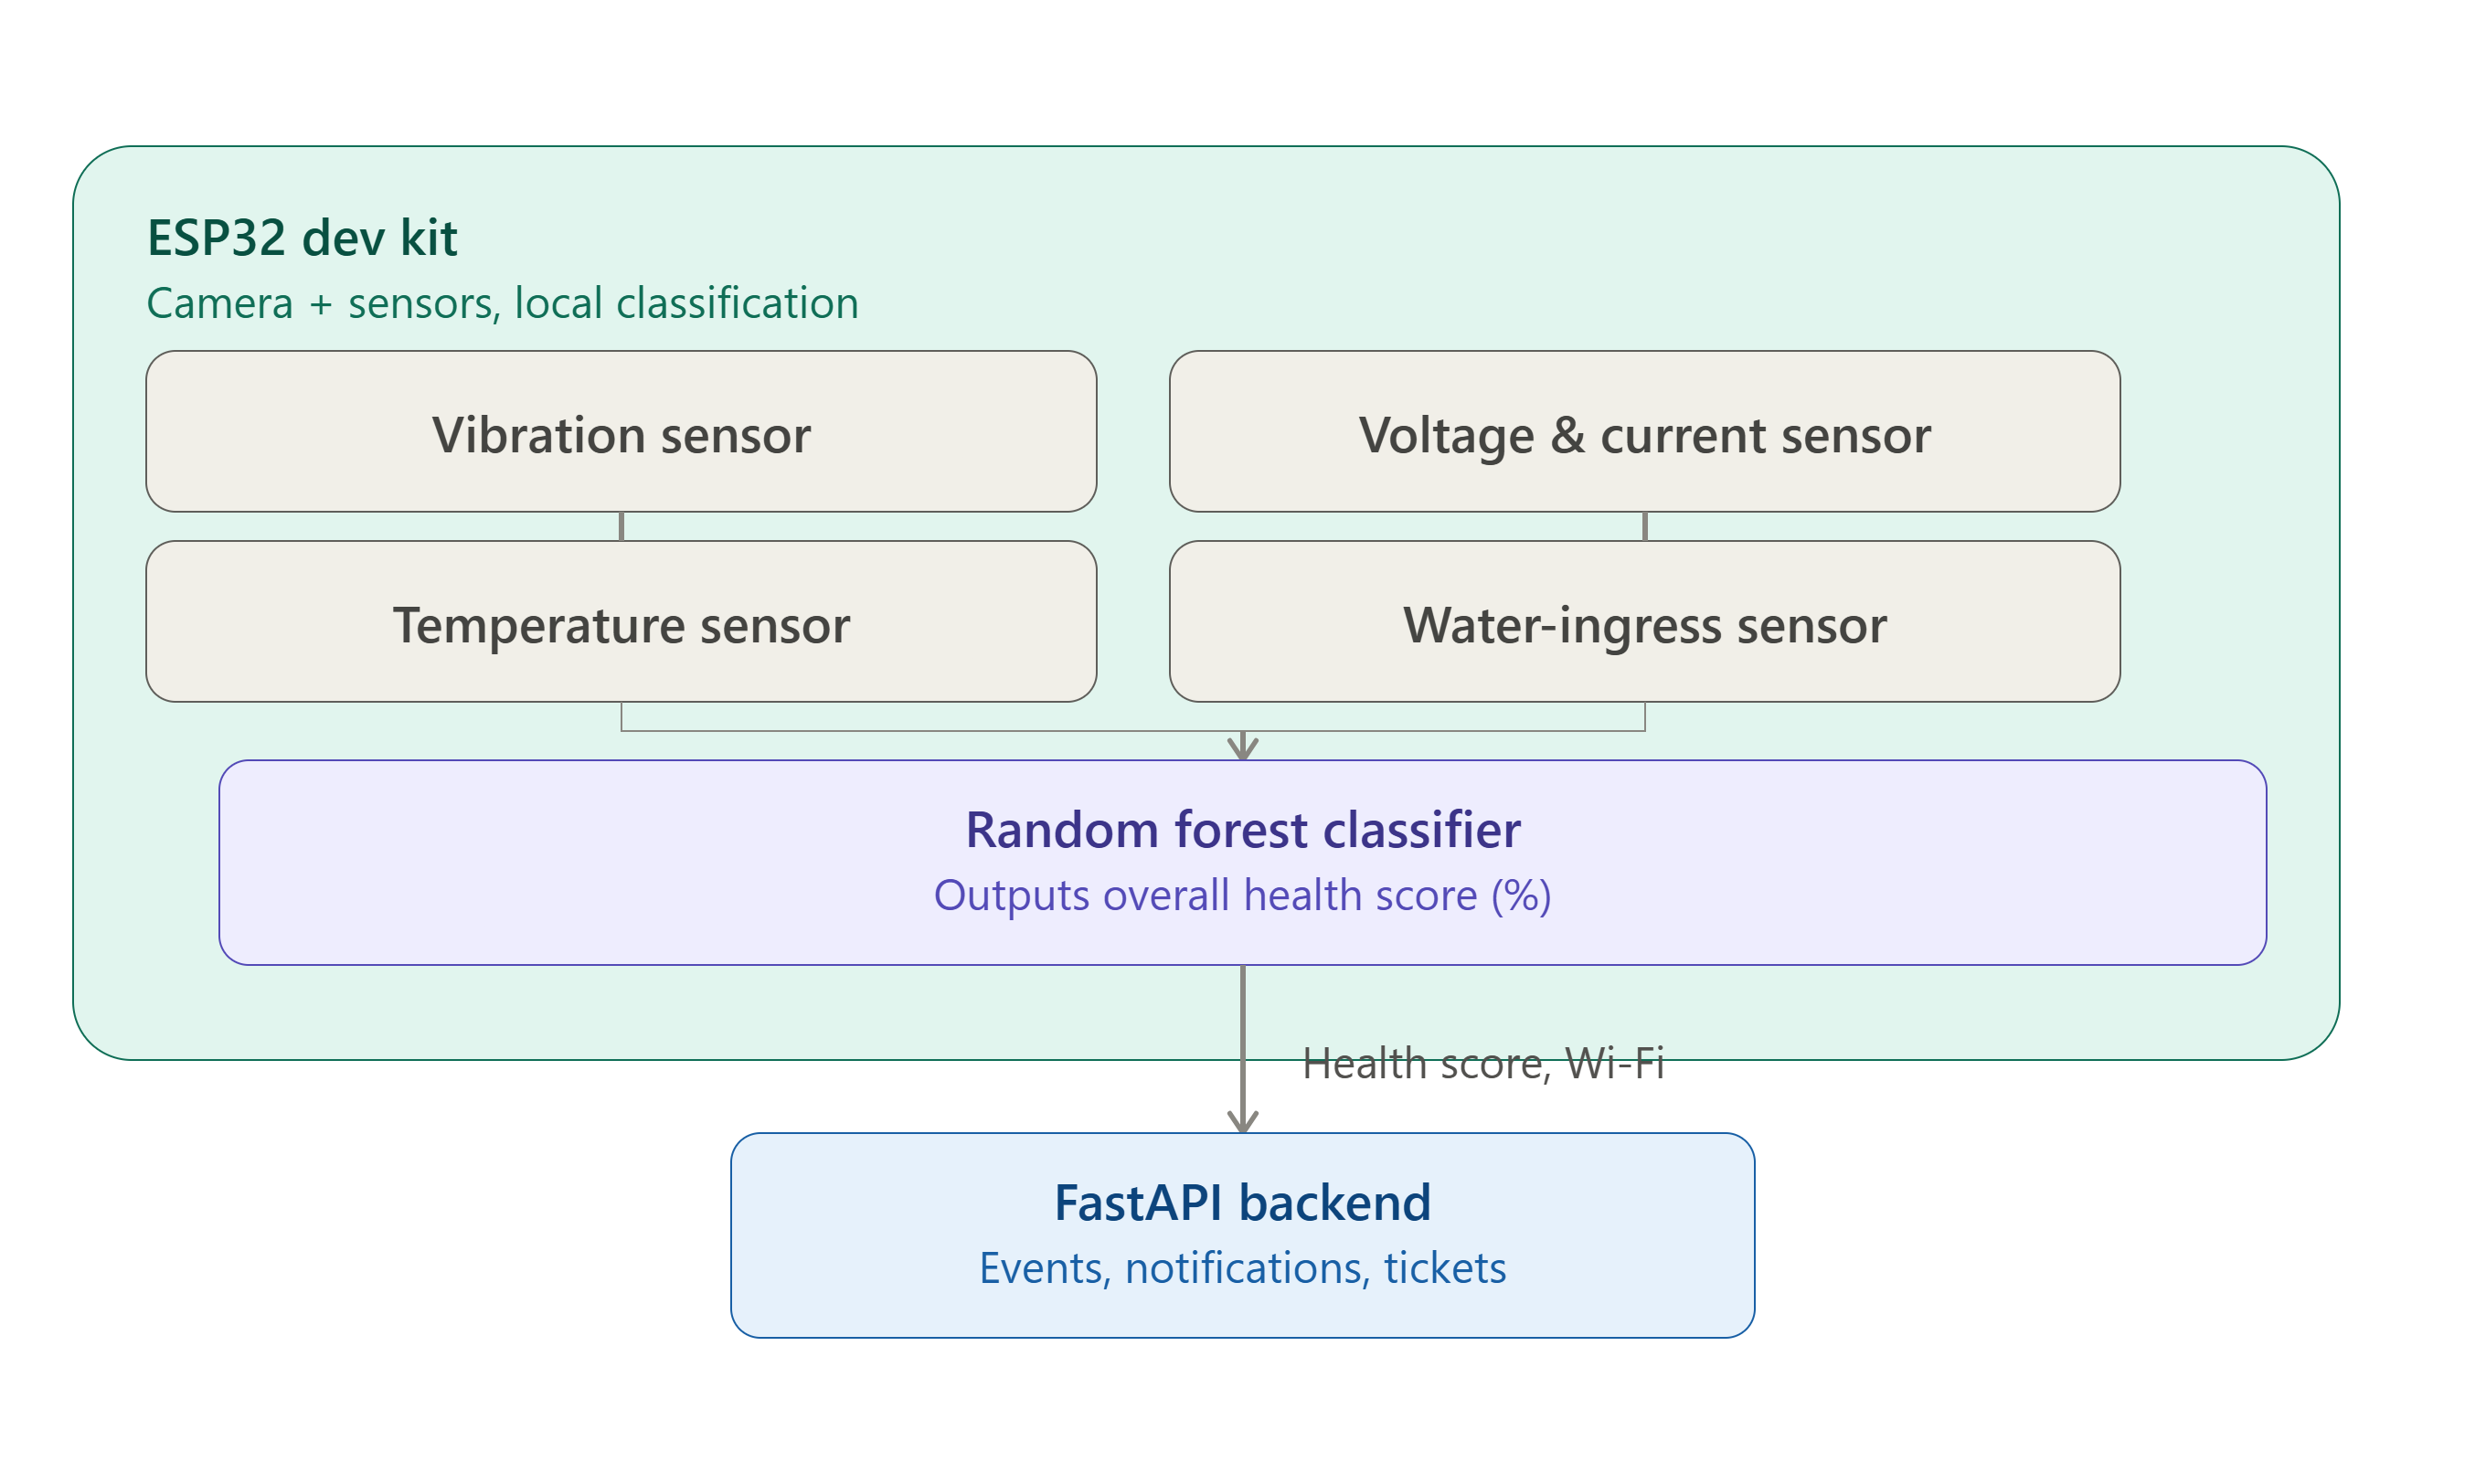 ESP32 dev kit
Camera + sensors, local classification
Vibration sensor
Voltage & current sensor
Temperature sensor
Water-ingress sensor
Random forest classifier
Outputs overall health score (%)
Health score, Wi-Fi
FastAPI backend
Events, notifications, tickets